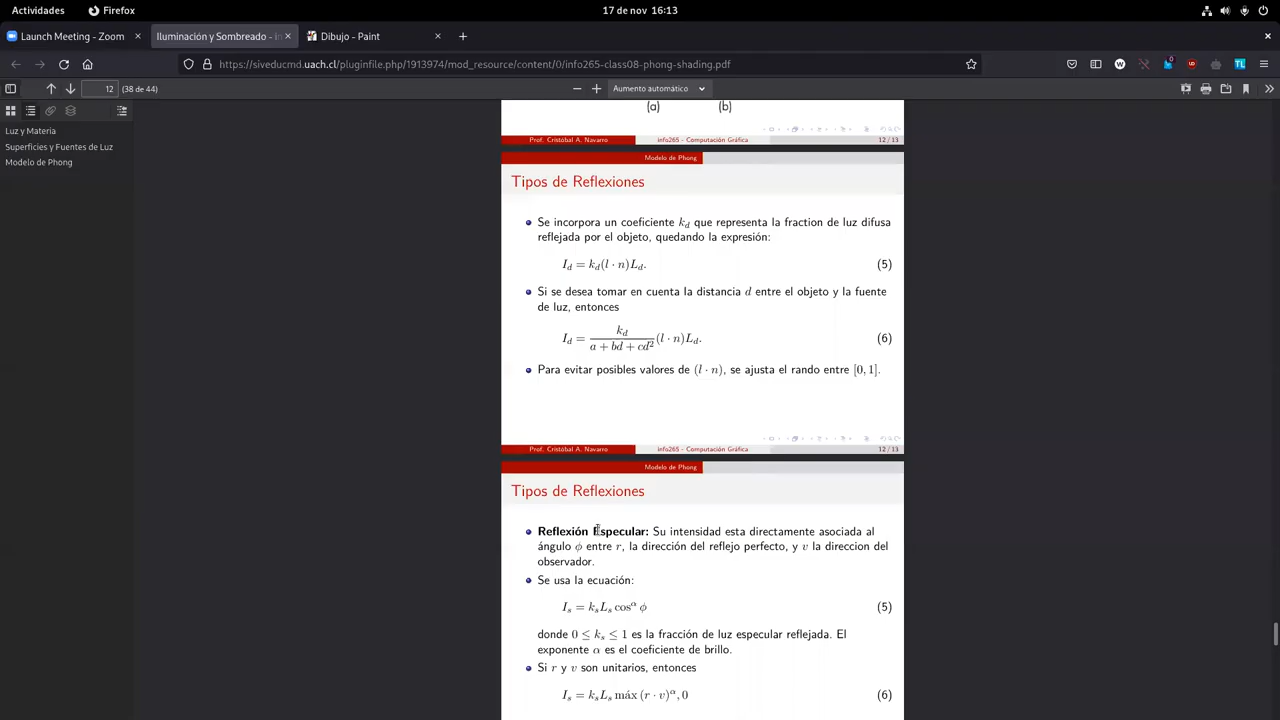 Actividades Firefox 17 de nov 16:13
Launch Meeting - Zoom Iluminación y Sombreado - In Dibujo - Paint
https://siveducmd.uach.cl/pluginfile.php/1913974/mod_resource/content/0/info265-class08-phong-shading.pdf
12 (38 de 44) Aumento automático
Luz y Materia
Superficies y Fuentes de Luz
Modelo de Phong
(a) (b)
Prof. Cristóbal A. Navarro info265 - Computación Gráfica 12 / 13
Modelo de Phong
Tipos de Reflexiones
Se incorpora un coeficiente k_d que representa la fraction de luz difusa
reflejada por el objeto, quedando la expresión:
I_d = k_d(l · n)L_d. (5)
Si se desea tomar en cuenta la distancia d entre el objeto y la fuente
de luz, entonces
I_d = k_d / (a + bd + cd²) (l · n)L_d. (6)
Para evitar posibles valores de (l · n), se ajusta el rando entre [0, 1].
Prof. Cristóbal A. Navarro info265 - Computación Gráfica 12 / 13
Modelo de Phong
Tipos de Reflexiones
Reflexión Especular: Su intensidad esta directamente asociada al
ángulo ϕ entre r, la dirección del reflejo perfecto, y v la direccion del
observador.
Se usa la ecuación:
I_s = k_s L_s cos^α ϕ (5)
donde 0 ≤ k_s ≤ 1 es la fracción de luz especular reflejada. El
exponente α es el coeficiente de brillo.
Si r y v son unitarios, entonces
I_s = k_s L_s máx (r · v)^α, 0 (6)